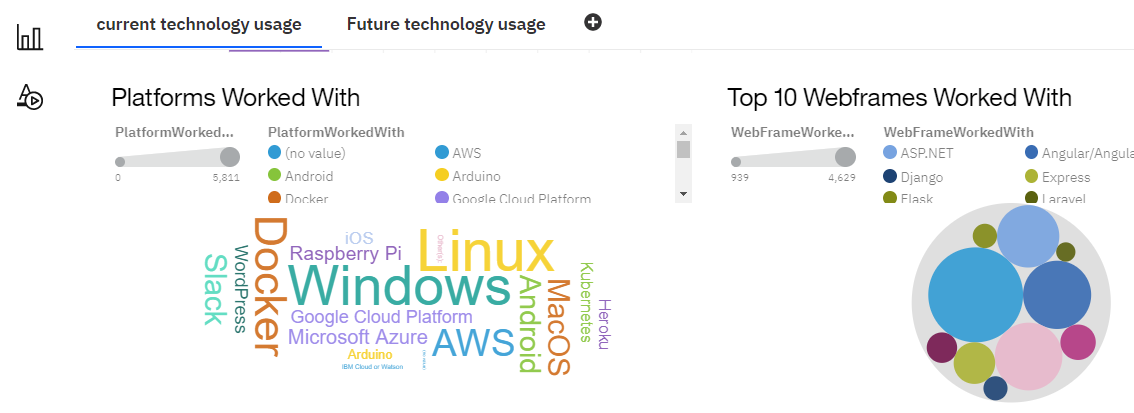 current technology usage
Future technology usage
Platforms Worked With
PlatformWorked...
0
5,811
PlatformWorkedWith
(no value)
AWS
Android
Arduino
Docker
Google Cloud Platform
iOS
Other(s):
Linux
Raspberry Pi
Docker
WordPress
Slack
Windows
Google Cloud Platform
Microsoft Azure
AWS
Android
MacOS
Kubernetes
Heroku
Arduino
IBM Cloud or Watson
Top 10 Webframes Worked With
WebFrameWorke...
939
4,629
WebFrameWorkedWith
ASP.NET
Angular/Angula
Django
Express
Flask
Laravel